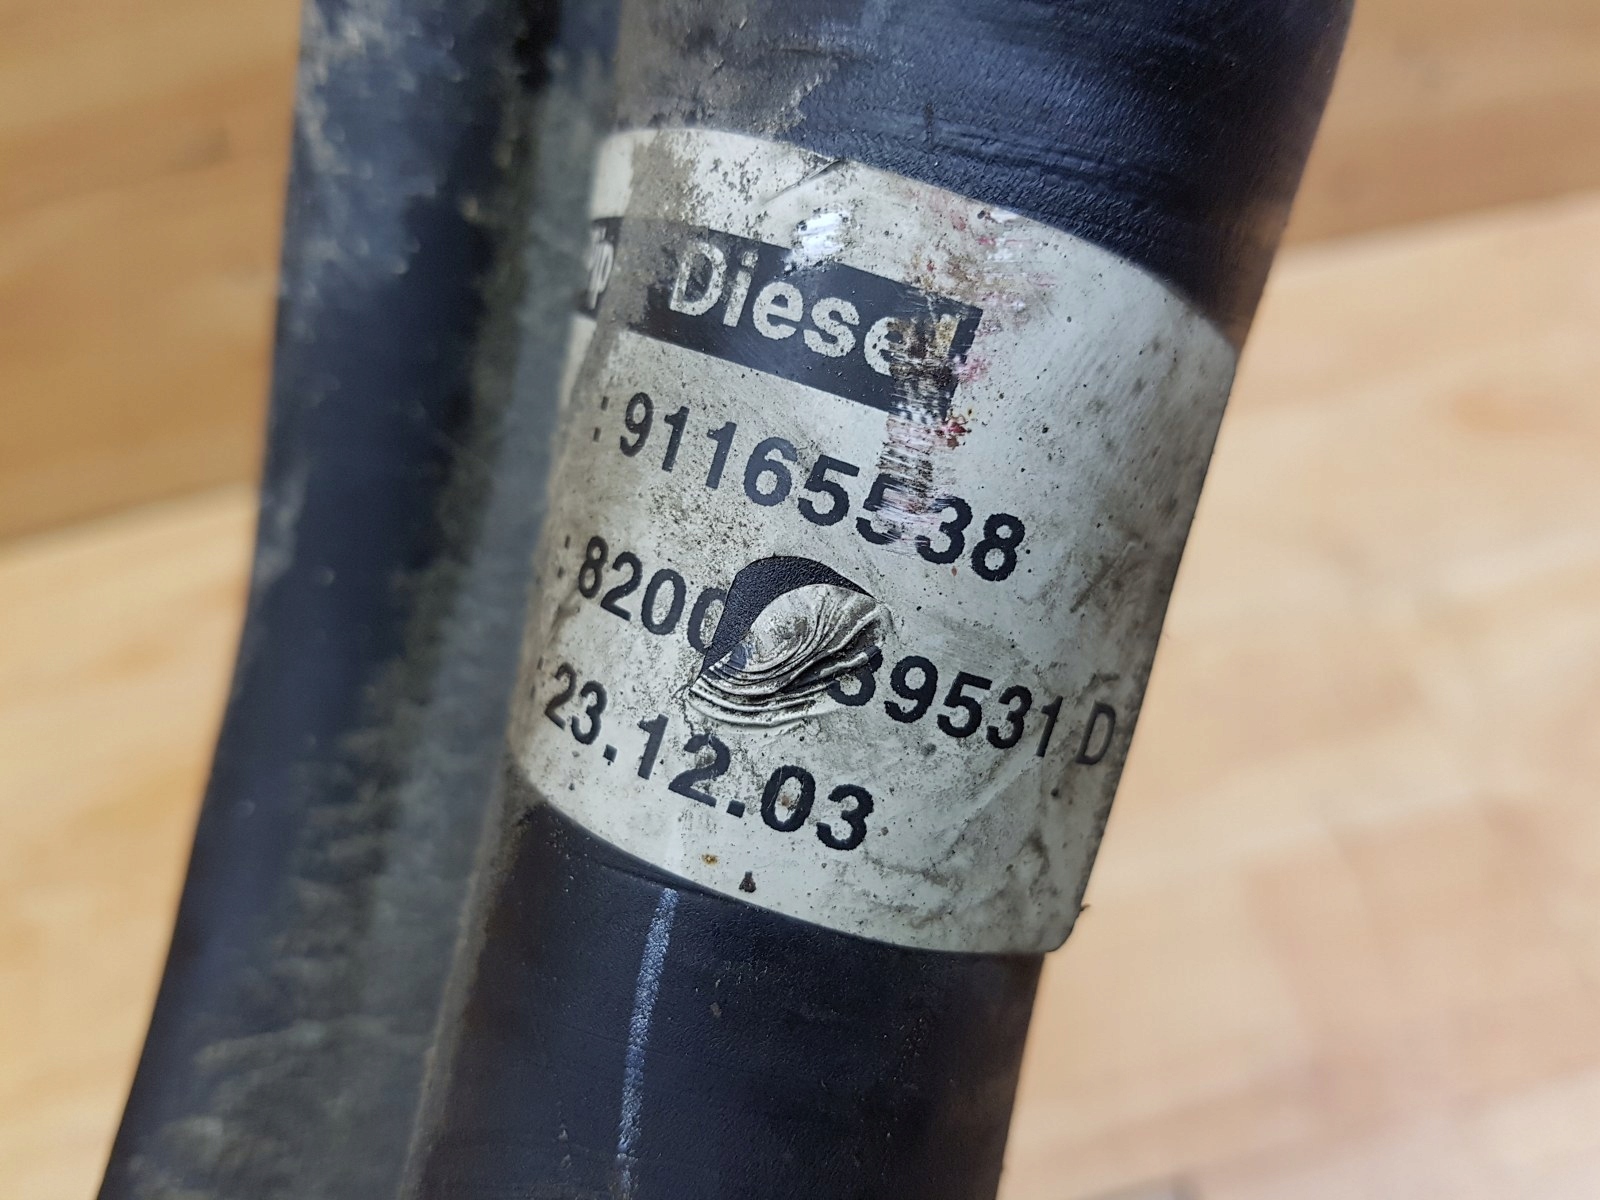 Diesel
: 91165538
: 8200 39531 D
: 23.12.03